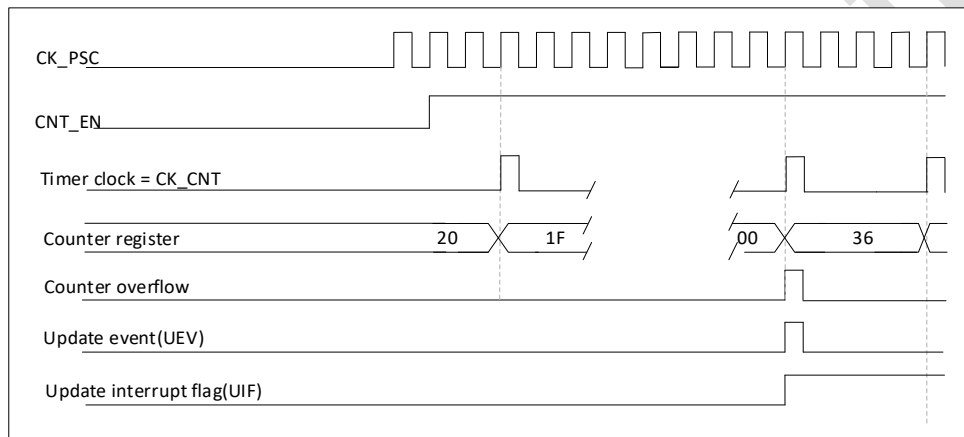 CK_PSC
CNT_EN
Timer clock = CK_CNT
Counter register 20 1F 00 36
Counter overflow
Update event(UEV)
Update interrupt flag(UIF)